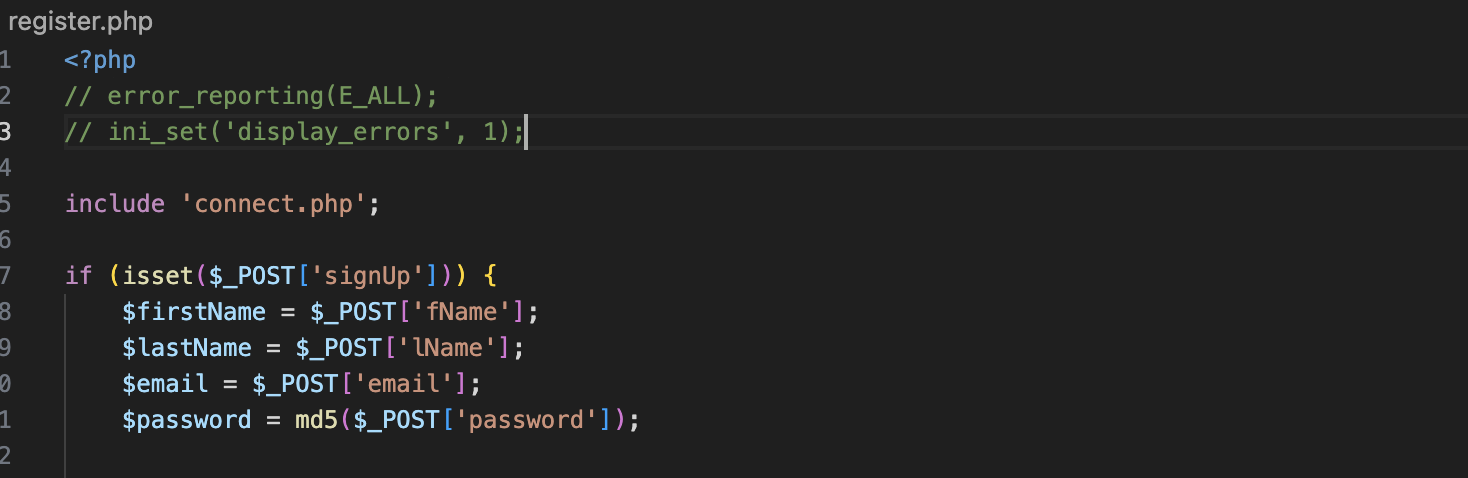 register.php
1 <?php
2 // error_reporting(E_ALL);
3 // ini_set('display_errors', 1);
4
5 include 'connect.php';
6
7 if (isset($_POST['signUp'])) {
8 $firstName = $_POST['fName'];
9 $lastName = $_POST['lName'];
0 $email = $_POST['email'];
1 $password = md5($_POST['password']);
2